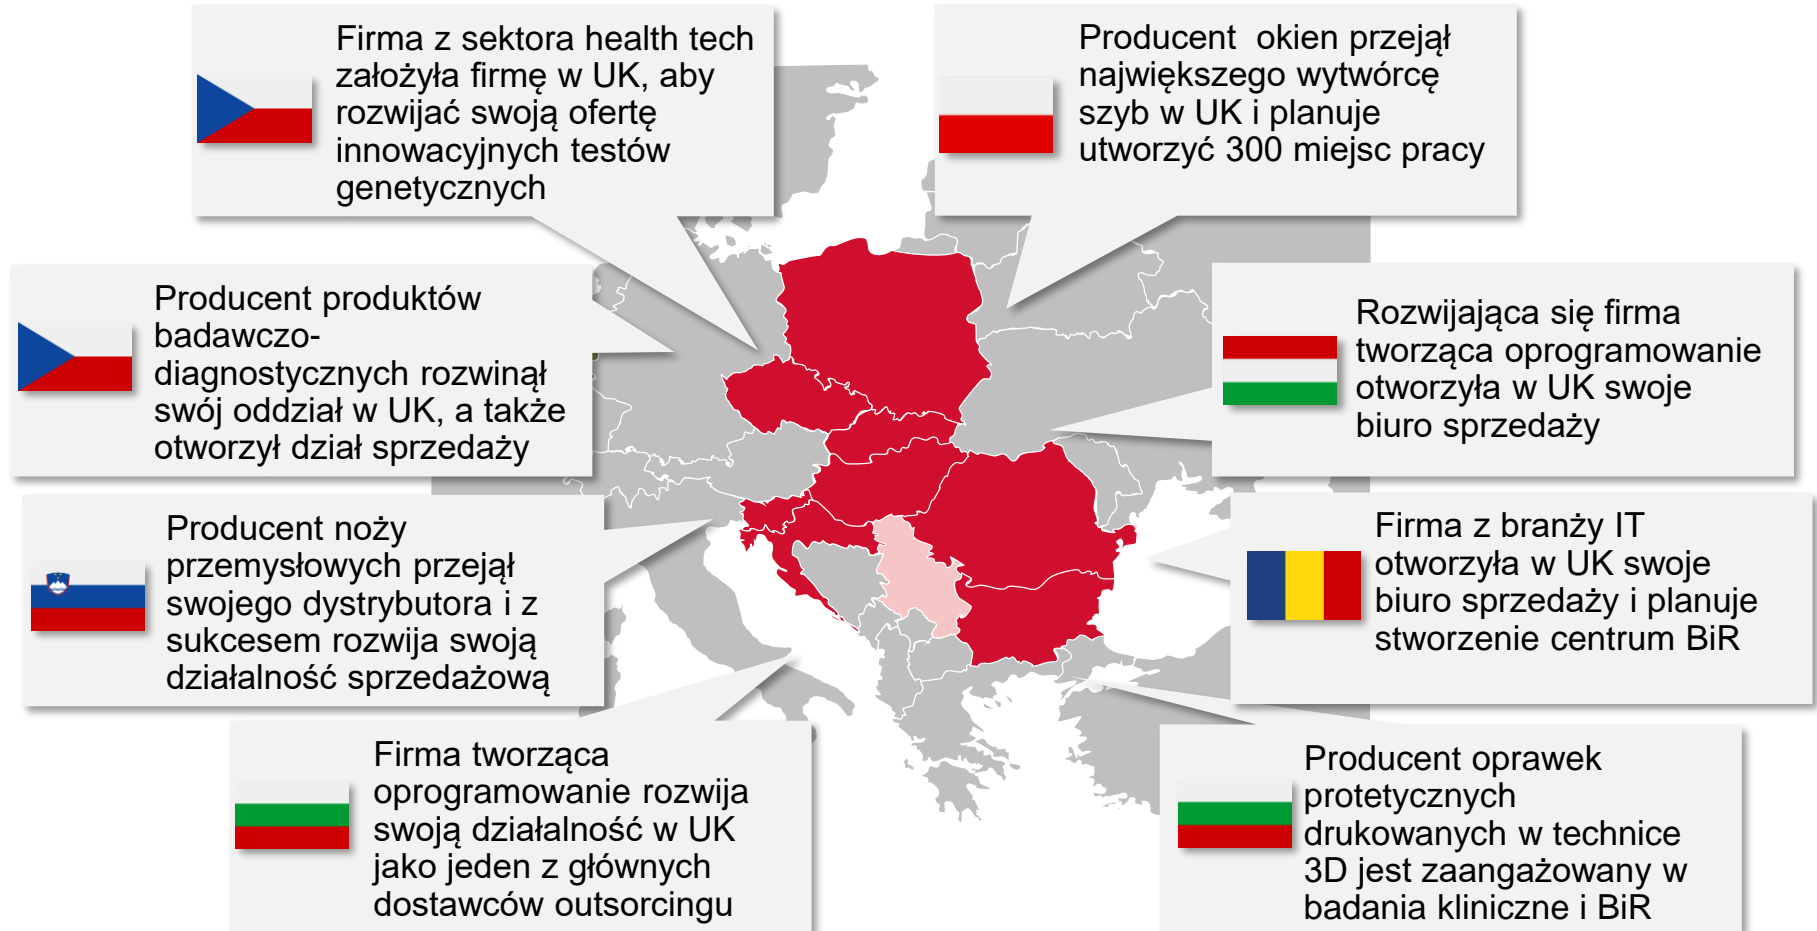 Firma z sektora health tech
założyła firmę w UK, aby
rozwijać swoją ofertę
innowacyjnych testów
genetycznych
Producent  okien przejął
największego wytwórcę
szyb w UK i planuje
utworzyć 300 miejsc pracy
Producent produktów
badawczo-
diagnostycznych rozwinął
swój oddział w UK, a także
otworzył dział sprzedaży
Rozwijająca się firma
tworząca oprogramowanie
otworzyła w UK swoje
biuro sprzedaży
Producent noży
przemysłowych przejął
swojego dystrybutora i z
sukcesem rozwija swoją
działalność sprzedażową
Firma z branży IT
otworzyła w UK swoje
biuro sprzedaży i planuje
stworzenie centrum BiR
Firma tworząca
oprogramowanie rozwija
swoją działalność w UK
jako jeden z głównych
dostawców outsorcingu
Producent oprawek
protetycznych
drukowanych w technice
3D jest zaangażowany w
badania kliniczne i BiR